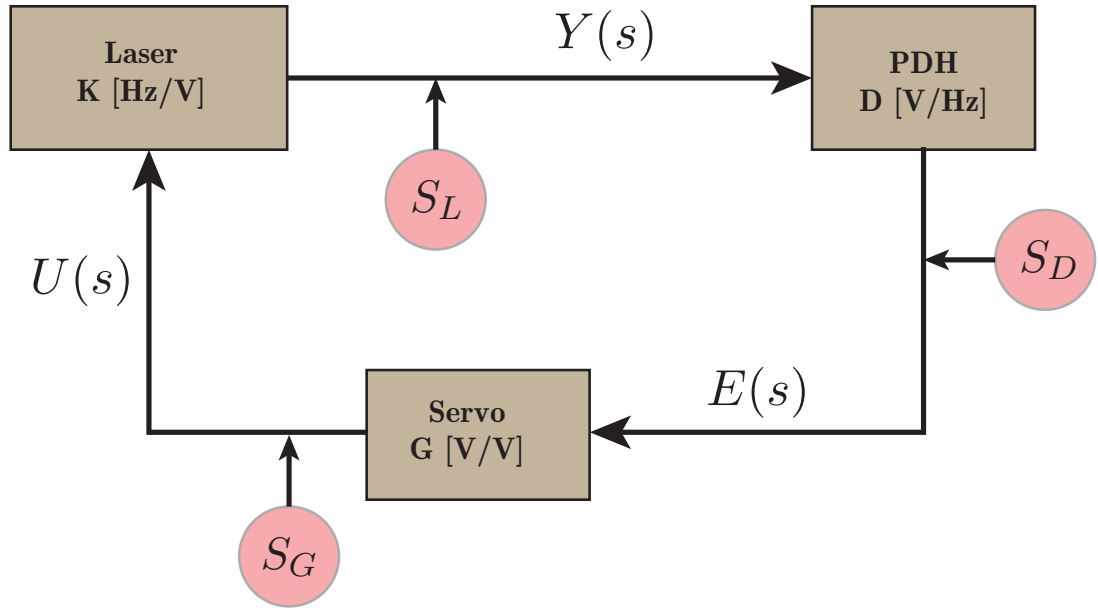 Laser
K [Hz/V]
Y(s)
PDH
D [V/Hz]
S_L
S_D
U(s)
E(s)
Servo
G [V/V]
S_G